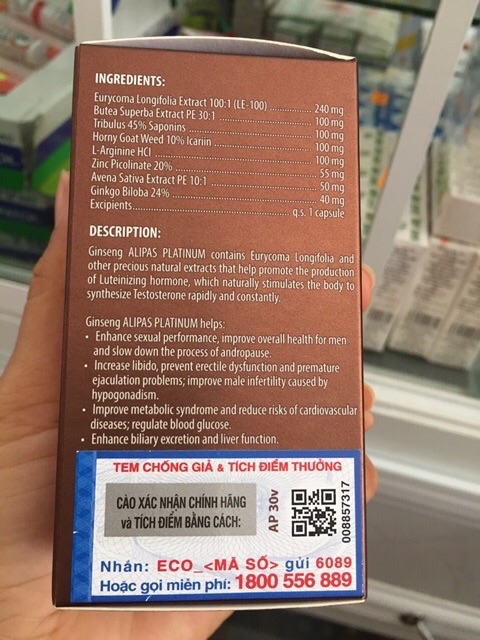 INGREDIENTS:
Eurycoma Longifolia Extract 100:1 (LE-100) ................ 240 mg
Butea Superba Extract PE 30:1 ................ 100 mg
Tribulus 45% Saponins ................ 100 mg
Horny Goat Weed 10% Icariin ................ 100 mg
L-Arginine HCl ................ 100 mg
Zinc Picolinate 20% ................ 55 mg
Avena Sativa Extract PE 10:1 ................ 50 mg
Ginkgo Biloba 24% ................ 40 mg
Excipients ................ q.s. 1 capsule
DESCRIPTION:
Ginseng ALIPAS PLATINUM contains Eurycoma Longifolia and
other precious natural extracts that help promote the production
of Luteinizing hormone, which naturally stimulates the body to
synthesize Testosterone rapidly and constantly.
Ginseng ALIPAS PLATINUM helps:
• Enhance sexual performance, improve overall health for men
and slow down the process of andropause.
• Increase libido, prevent erectile dysfunction and premature
ejaculation problems; improve male infertility caused by
hypogonadism.
• Improve metabolic syndrome and reduce risks of cardiovascular
diseases; regulate blood glucose.
• Enhance biliary excretion and liver function.
TEM CHỐNG GIẢ & TÍCH ĐIỂM THƯỞNG
CÀO XÁC NHẬN CHÍNH HÃNG
và TÍCH ĐIỂM BẰNG CÁCH:
AP 30v
008857317
Nhắn: ECO_<MÃ SỐ> gửi 6089
Hoặc gọi miễn phí: 1800 556 889